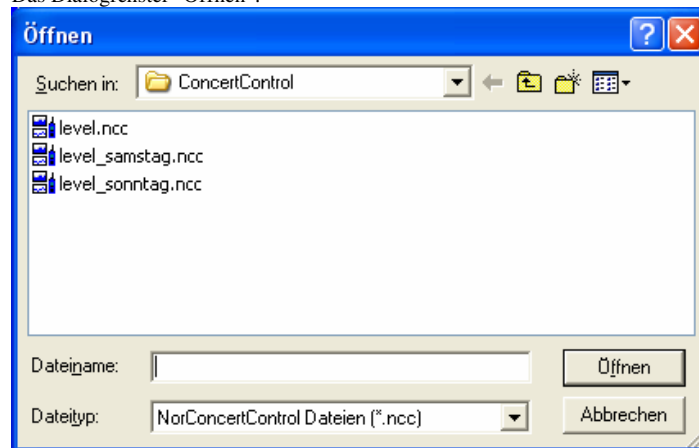 Das Dialogfenster "Öffnen":
Öffnen
Suchen in: ConcertControl
level.ncc
level_samstag.ncc
level_sonntag.ncc
Dateiname: Öffnen
Dateityp: NorConcertControl Dateien (*.ncc) Abbrechen